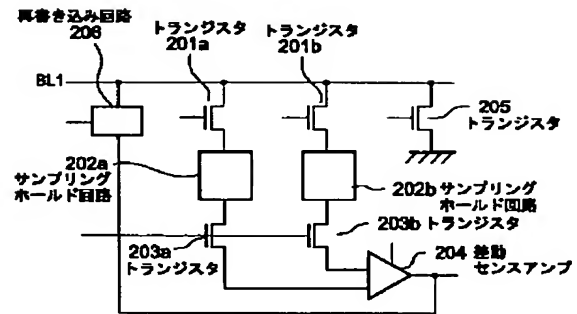 再書き込み回路
206
トランジスタ
201a
トランジスタ
201b
BL1
205
トランジスタ
202a
サンプリング
ホールド回路
202b サンプリング
ホールド回路
203a
トランジスタ
203b トランジスタ
204 差動
センスアンプ